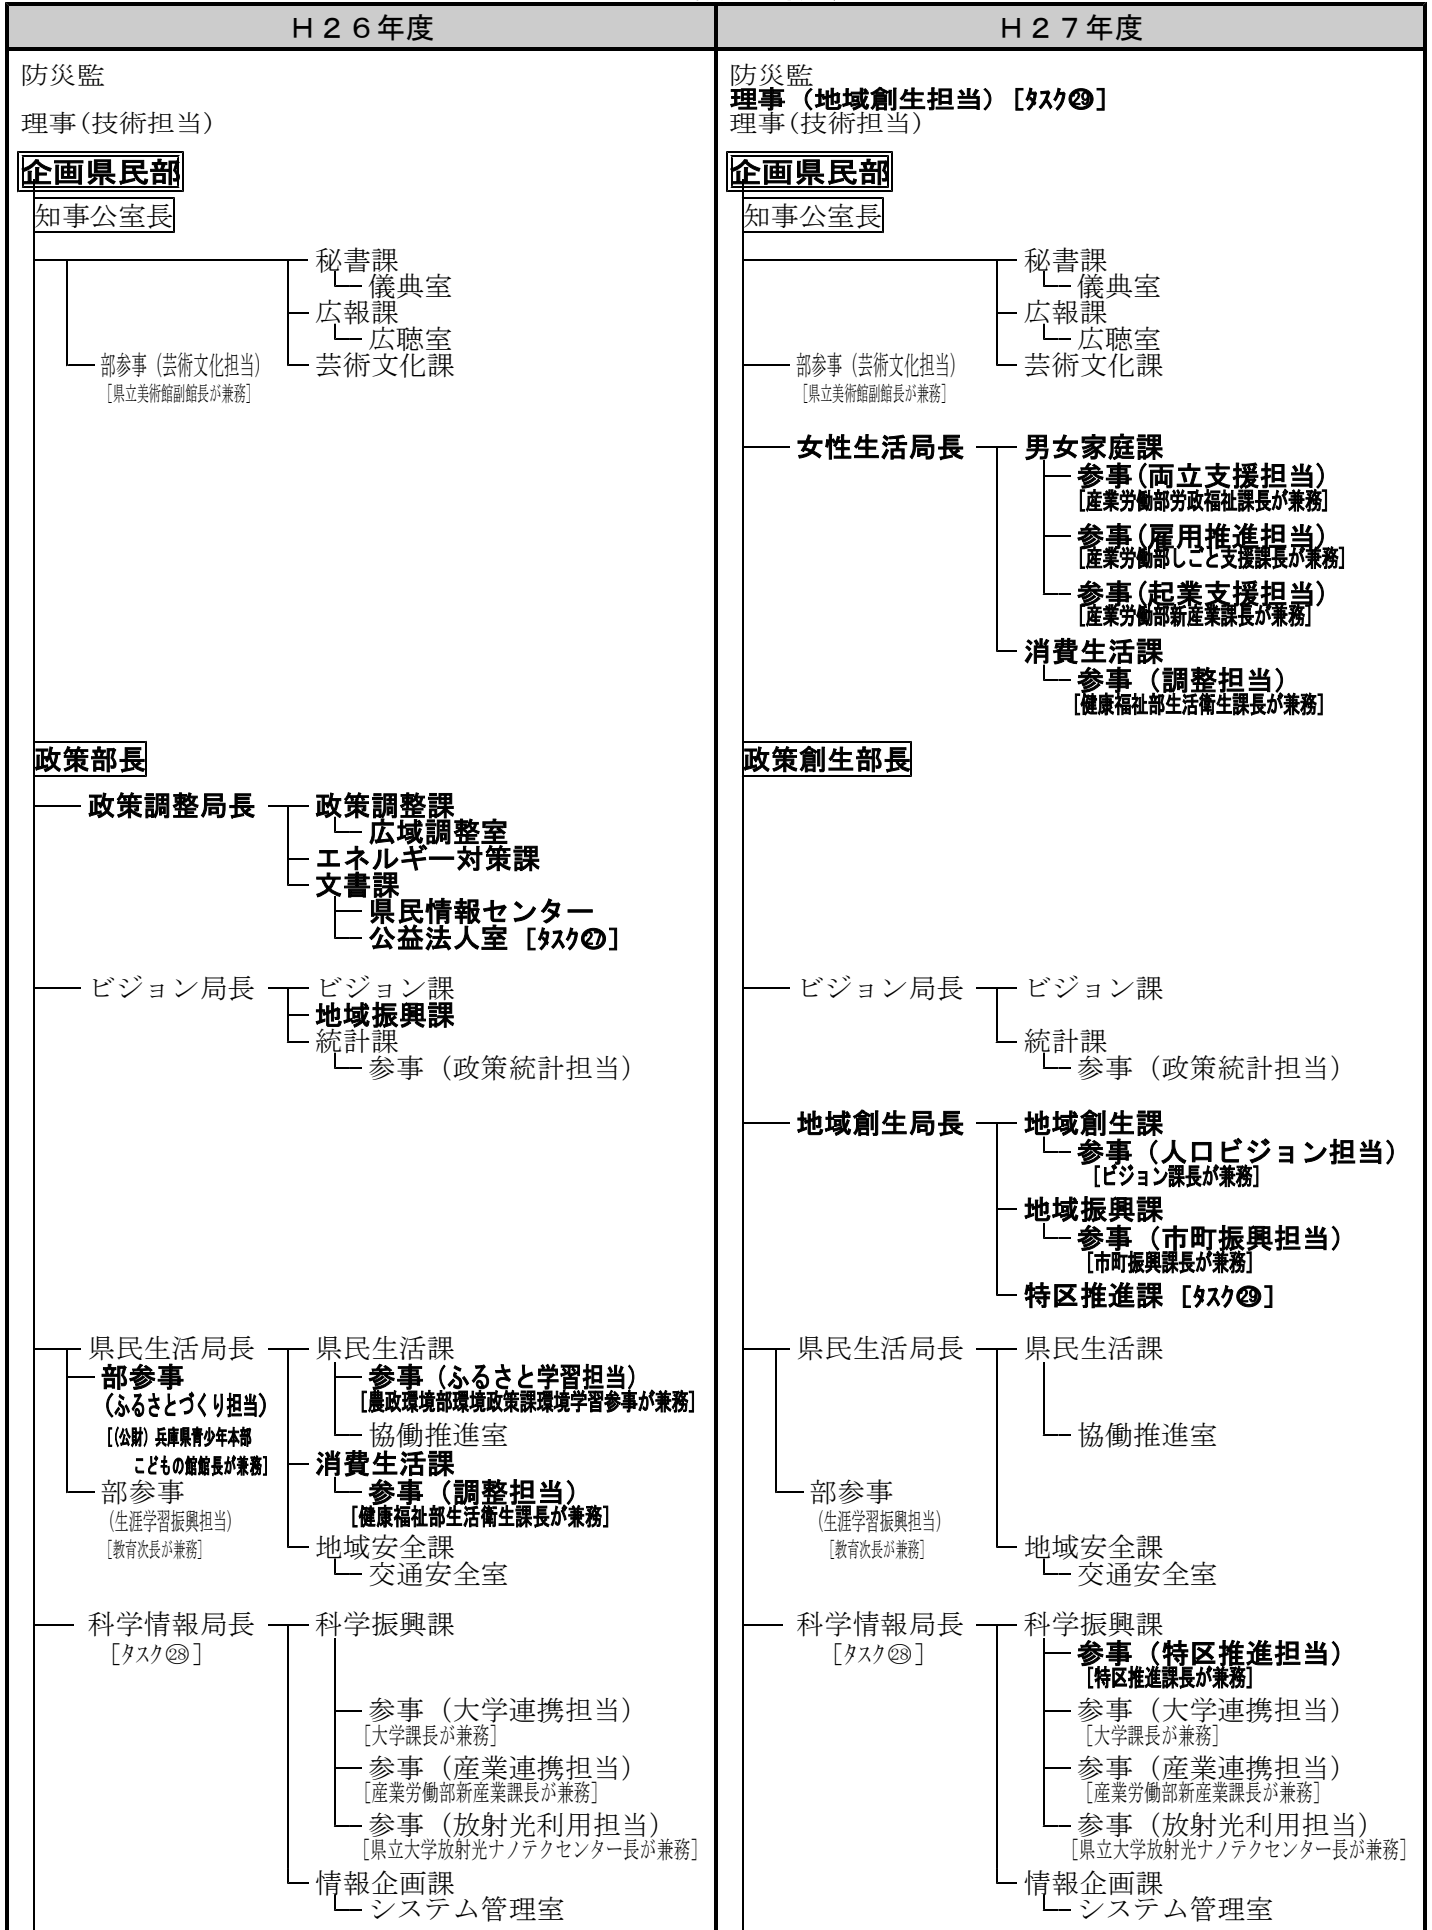 H26年度
防災監
理事(技術担当)
企画県民部
知事公室長
秘書課
儀典室
広報課
広聴室
部参事(芸術文化担当)
芸術文化課
[県立美術館副館長が兼務]
政策部長
政策調整局長
政策調整課
広域調整室
エネルギー対策課
文書課
県民情報センター
公益法人室 [タスク㉗]
ビジョン局長
ビジョン課
地域振興課
統計課
参事(政策統計担当)
県民生活局長
県民生活課
部参事
参事(ふるさと学習担当)
(ふるさとづくり担当)
[農政環境部環境政策課環境学習参事が兼務]
[(公財)兵庫県青少年本部
協働推進室
こどもの館館長が兼務]
消費生活課
部参事
参事(調整担当)
(生涯学習振興担当)
[健康福祉部生活衛生課長が兼務]
[教育次長が兼務]
地域安全課
交通安全室
科学情報局長
科学振興課
[タスク㉘]
参事(大学連携担当)
[大学課長が兼務]
参事(産業連携担当)
[産業労働部新産業課長が兼務]
参事(放射光利用担当)
[県立大学放射光ナノテクセンター長が兼務]
情報企画課
システム管理室
H27年度
防災監
理事(地域創生担当)[タスク㉙]
理事(技術担当)
企画県民部
知事公室長
秘書課
儀典室
広報課
広聴室
部参事(芸術文化担当)
芸術文化課
[県立美術館副館長が兼務]
女性生活局長
男女家庭課
参事(両立支援担当)
[産業労働部労政福祉課長が兼務]
参事(雇用推進担当)
[産業労働部しごと支援課長が兼務]
参事(起業支援担当)
[産業労働部新産業課長が兼務]
消費生活課
参事(調整担当)
[健康福祉部生活衛生課長が兼務]
政策創生部長
ビジョン局長
ビジョン課
統計課
参事(政策統計担当)
地域創生局長
地域創生課
参事(人口ビジョン担当)
[ビジョン課長が兼務]
地域振興課
参事(市町振興担当)
[市町振興課長が兼務]
特区推進課 [タスク㉙]
県民生活局長
県民生活課
協働推進室
部参事
(生涯学習振興担当)
[教育次長が兼務]
地域安全課
交通安全室
科学情報局長
科学振興課
[タスク㉘]
参事(特区推進担当)
[特区推進課長が兼務]
参事(大学連携担当)
[大学課長が兼務]
参事(産業連携担当)
[産業労働部新産業課長が兼務]
参事(放射光利用担当)
[県立大学放射光ナノテクセンター長が兼務]
情報企画課
システム管理室